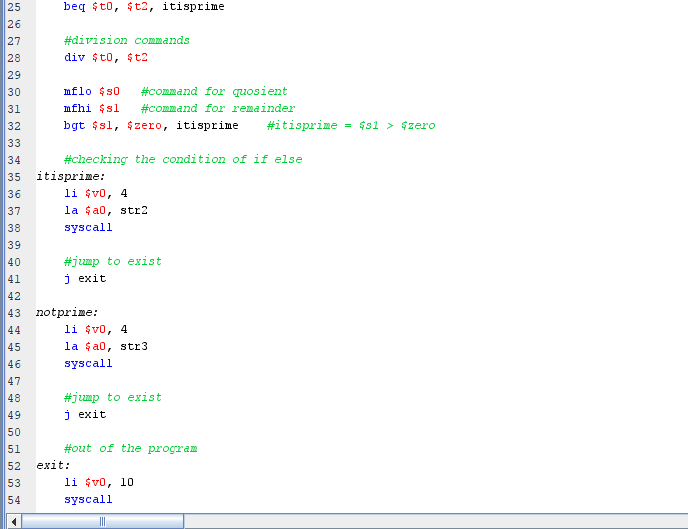 25 beq $t0, $t2, itisprime
26
27 #division commands
28 div $t0, $t2
29
30 mflo $s0 #command for quosient
31 mfhi $s1 #command for remainder
32 bgt $s1, $zero, itisprime #itisprime = $s1 > $zero
33
34 #checking the condition of if else
35 itisprime:
36 li $v0, 4
37 la $a0, str2
38 syscall
39
40 #jump to exist
41 j exit
42
43 notprime:
44 li $v0, 4
45 la $a0, str3
46 syscall
47
48 #jump to exist
49 j exit
50
51 #out of the program
52 exit:
53 li $v0, 10
54 syscall